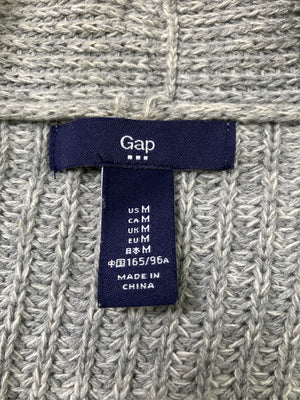 Gap
US M
CA M
UK M
EU M
日本 M
中国 165/96A
MADE IN
CHINA